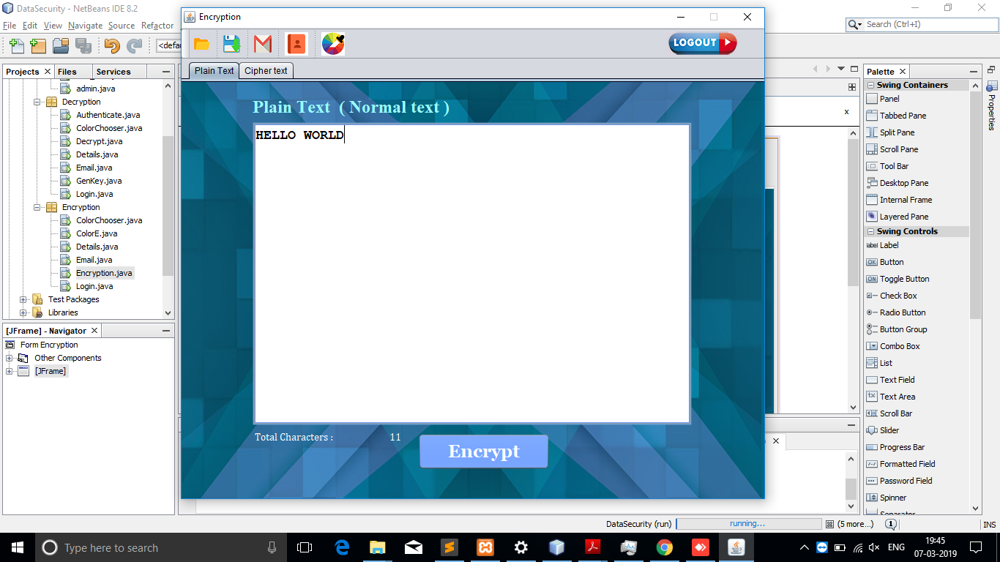 DataSecurity - NetBeans IDE 8.2
File Edit View Navigate Source Refactor
Search (Ctrl+I)
Encryption
LOGOUT
Plain Text Cipher text
Plain Text ( Normal text )
HELLO WORLD
Total Characters : 11
Encrypt
Projects Files Services
admin.java
Decryption
Authenticate.java
ColorChooser.java
Decrypt.java
Details.java
Email.java
GenKey.java
Login.java
Encryption
ColorChooser.java
ColorE.java
Details.java
Email.java
Encryption.java
Login.java
Test Packages
Libraries
[JFrame] - Navigator
Form Encryption
Other Components
[JFrame]
Palette
Swing Containers
Panel
Tabbed Pane
Split Pane
Scroll Pane
Tool Bar
Desktop Pane
Internal Frame
Layered Pane
Swing Controls
label Label
OK Button
ON Toggle Button
Check Box
Radio Button
Button Group
Combo Box
List
Text Field
Text Area
Scroll Bar
Slider
Progress Bar
Formatted Field
Password Field
Spinner
Properties
DataSecurity (run) running... (5 more...) 1 INS
Type here to search
ENG
19:45
07-03-2019